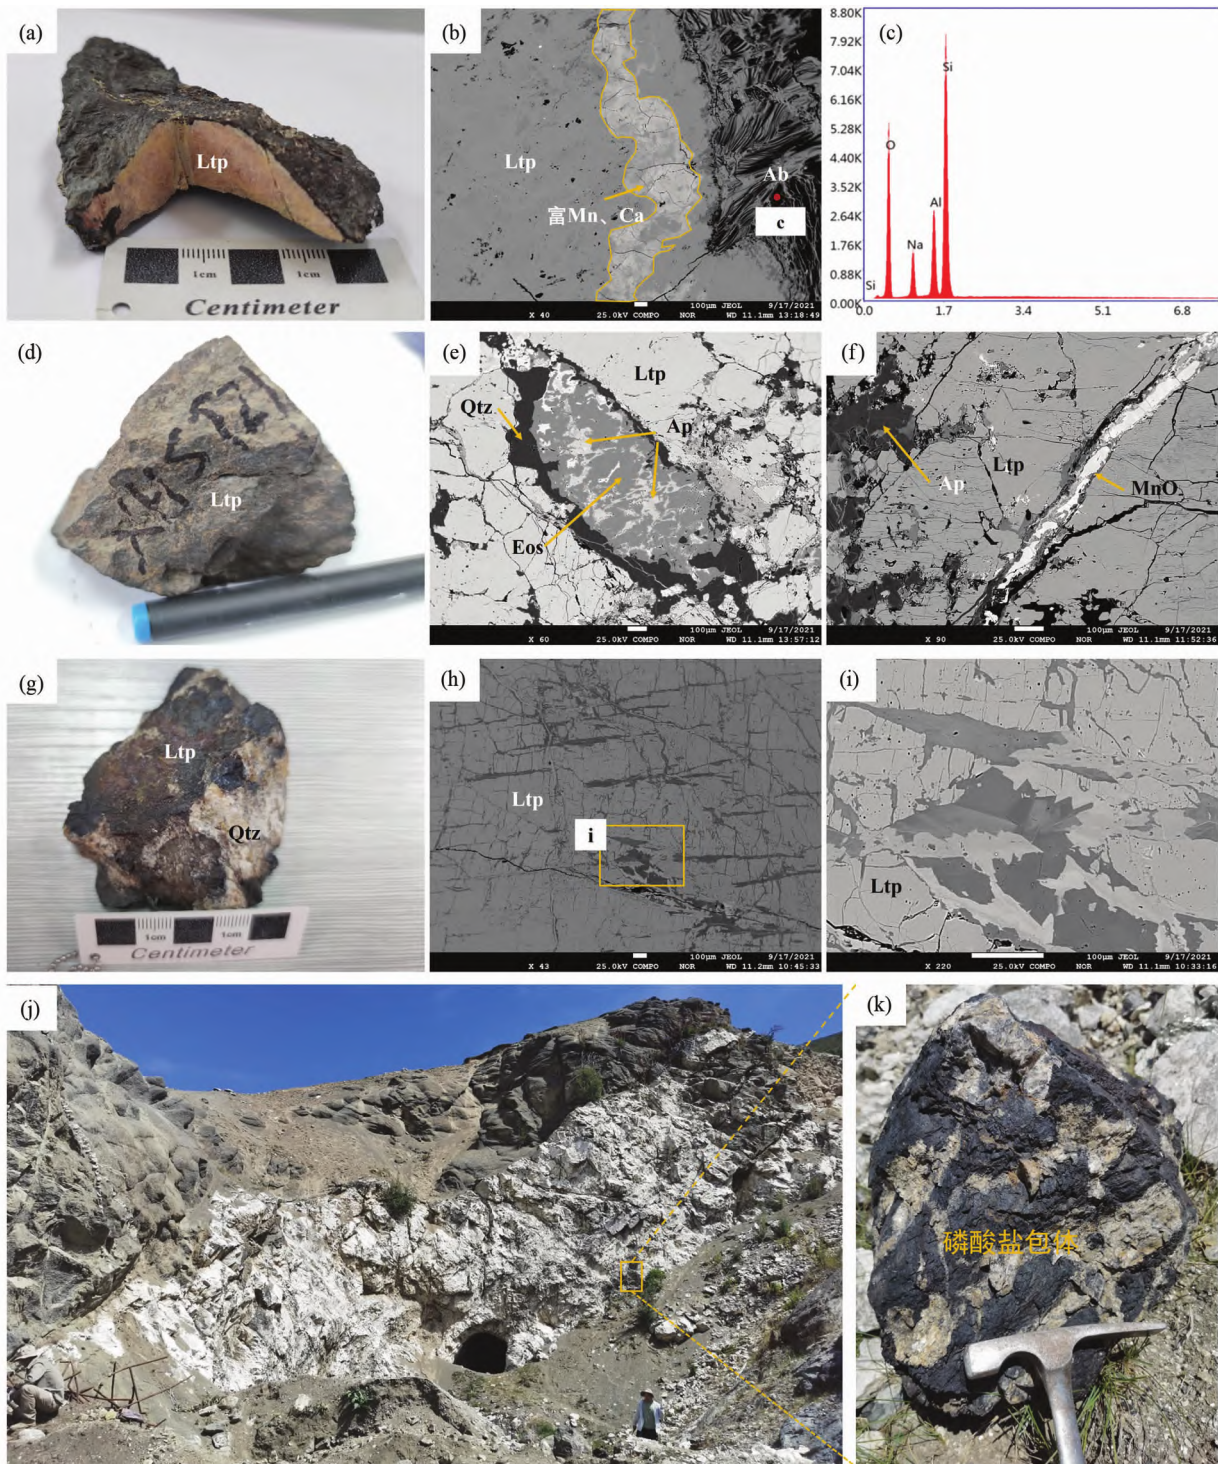 (a)
Ltp
1cm
1cm
Centimeter
(b)
Ltp
富Mn、Ca
Ab
c
100μm JEOL 9/17/2021
X 40 25.0kV COMPO NOR WD 11.1mm 13:18:49
(c)
8.80K
7.92K
7.04K
6.16K
5.28K
4.40K
3.52K
2.64K
1.76K
0.88K
0.00K
Si
O
Na
Al
Si
0.0 1.7 3.4 5.1 6.8
(d)
Ltp
(e)
Ltp
Qtz
Ap
Eos
100μm JEOL 9/17/2021
X 60 25.0kV COMPO NOR WD 11.1mm 13:57:12
(f)
Ltp
Ap
MnO
100μm JEOL 9/17/2021
X 90 25.0kV COMPO NOR WD 11.1mm 11:52:36
(g)
Ltp
Qtz
1cm
1cm
Centimeter
(h)
Ltp
i
100μm JEOL 9/17/2021
X 43 25.0kV COMPO NOR WD 11.2mm 10:45:33
(i)
Ltp
100μm JEOL 9/17/2021
X 220 25.0kV COMPO NOR WD 11.1mm 10:33:16
(j)
(k)
磷酸盐包体